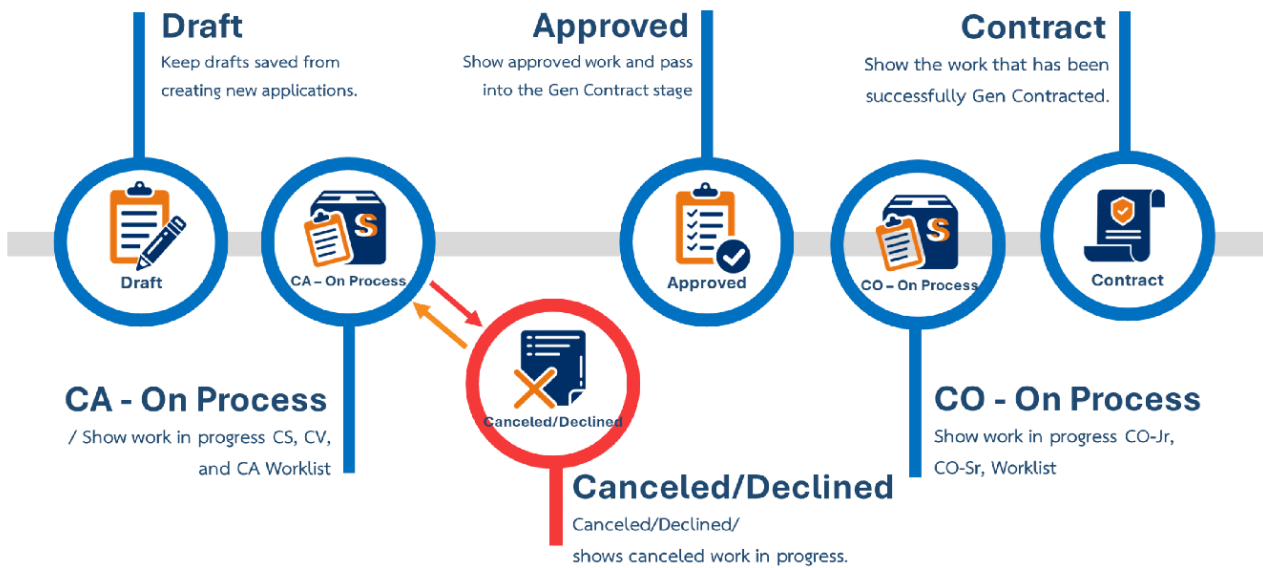 Draft
Keep drafts saved from
creating new applications.
Approved
Show approved work and pass
into the Gen Contract stage
Contract
Show the work that has been
successfully Gen Contracted.
S
Draft
CA – On Process
Approved
S
CO – On Process
Contract
Canceled/Declined
CA - On Process
/ Show work in progress CS, CV,
and CA Worklist
CO - On Process
Show work in progress CO-Jr,
CO-Sr, Worklist
Canceled/Declined
Canceled/Declined/
shows canceled work in progress.